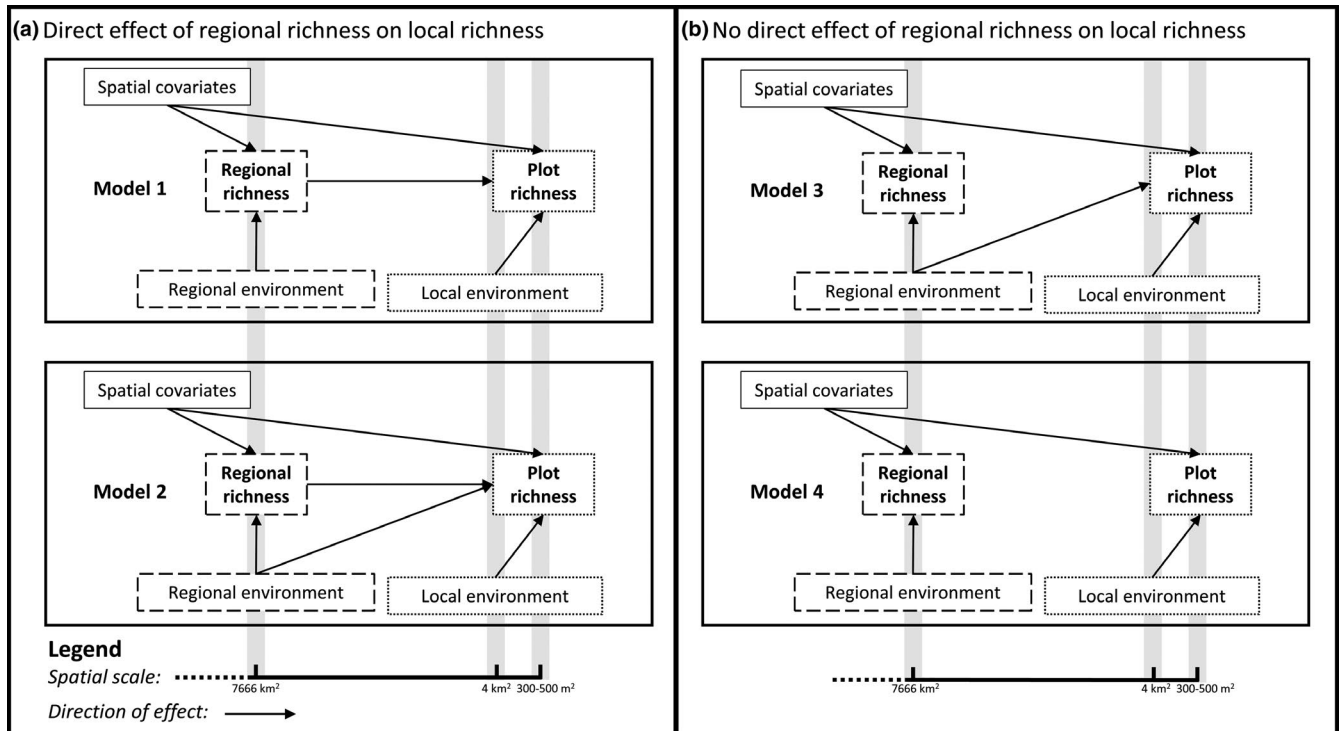 (a) Direct effect of regional richness on local richness
Spatial covariates
Regional
richness
Plot
richness
Model 1
Regional environment
Local environment
Spatial covariates
Regional
richness
Plot
richness
Model 2
Regional environment
Local environment
Legend
Spatial scale:
7666 km²
4 km²
300-500 m²
Direction of effect:
(b) No direct effect of regional richness on local richness
Spatial covariates
Regional
richness
Plot
richness
Model 3
Regional environment
Local environment
Spatial covariates
Regional
richness
Plot
richness
Model 4
Regional environment
Local environment
7666 km²
4 km²
300-500 m²